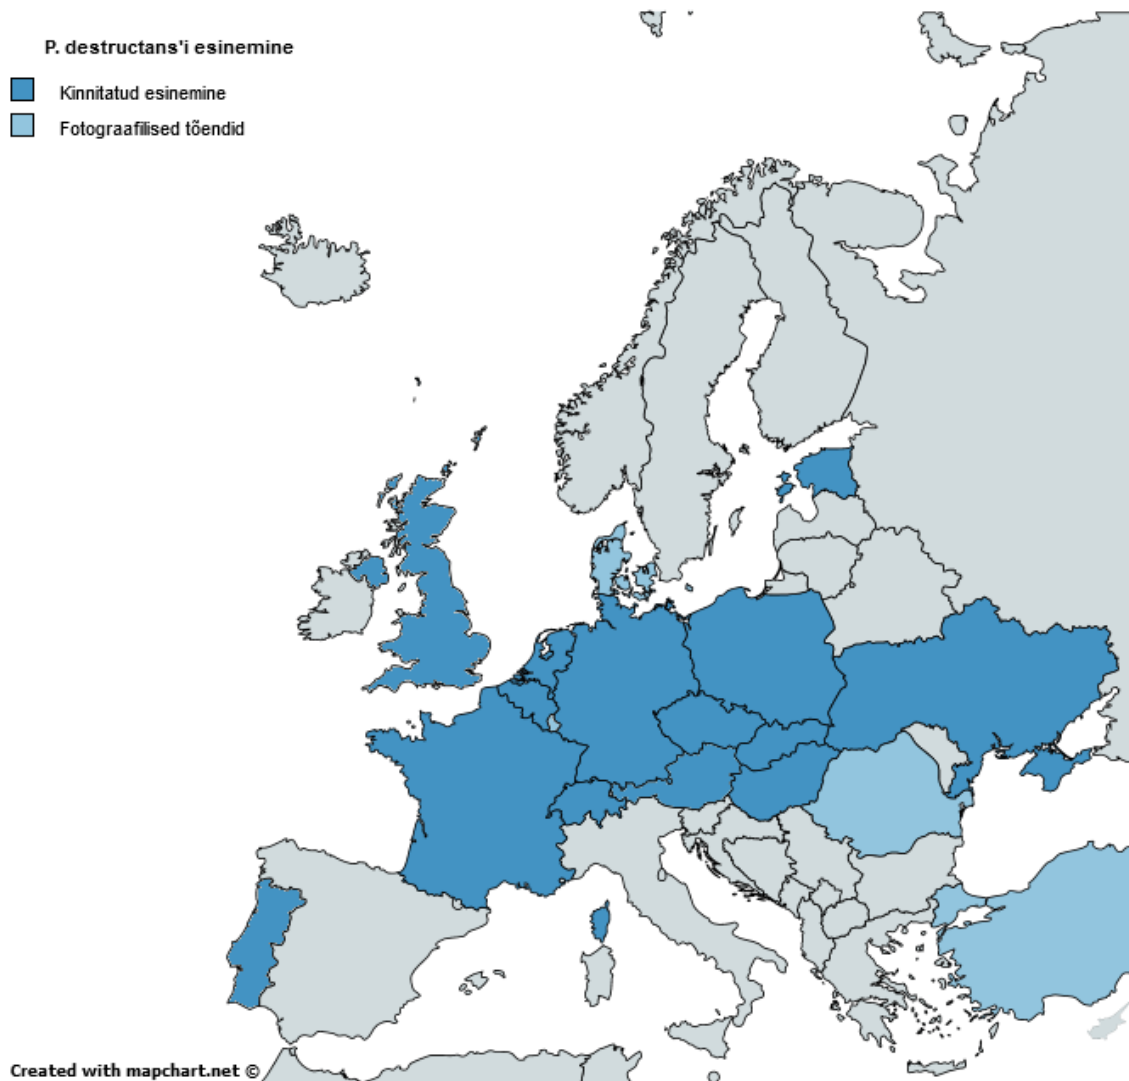 P. destructans'i esinemine
Kinnitatud esinemine
Fotograafilised tõendid
Created with mapchart.net ©